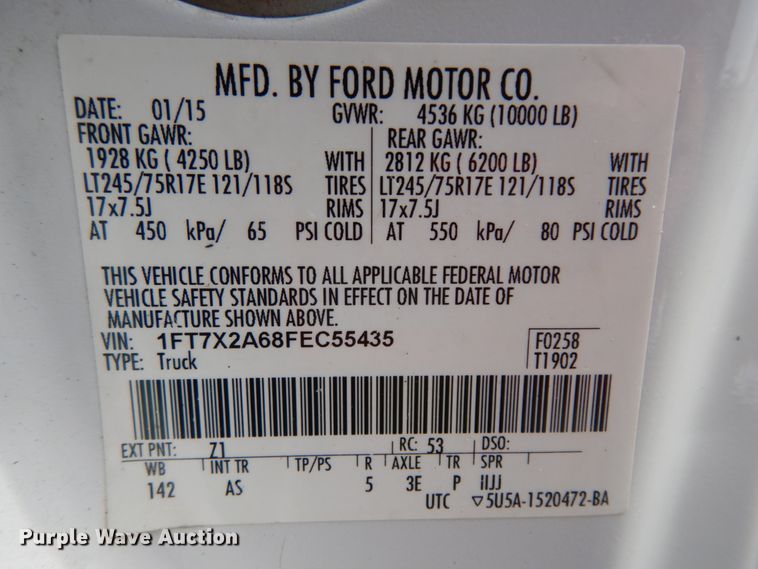 MFD. BY FORD MOTOR CO.
DATE: 01/15 GVWR: 4536 KG (10000 LB)
FRONT GAWR: REAR GAWR:
1928 KG ( 4250 LB) WITH 2812 KG ( 6200 LB) WITH
LT245/75R17E 121/118S TIRES LT245/75R17E 121/118S TIRES
17x7.5J RIMS 17x7.5J RIMS
AT 450 kPa/ 65 PSI COLD AT 550 kPa/ 80 PSI COLD
THIS VEHICLE CONFORMS TO ALL APPLICABLE FEDERAL MOTOR
VEHICLE SAFETY STANDARDS IN EFFECT ON THE DATE OF
MANUFACTURE SHOWN ABOVE.
VIN: 1FT7X2A68FEC55435 F0258
TYPE: Truck T1902
EXT PNT: Z1 RC: 53 DSO:
WB INT TR TP/PS R AXLE TR SPR
142 AS 5 3E P IIJJ
UTC ▽5U5A-1520472-BA
Purple Wave Auction